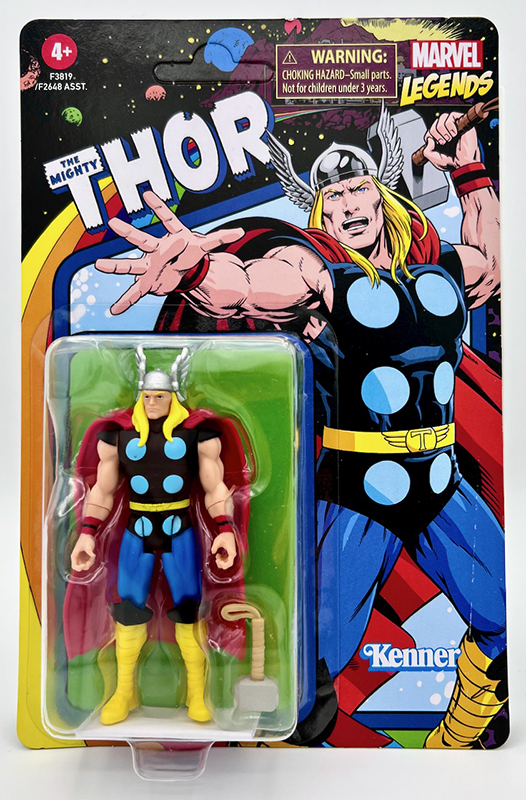 4+
F3819
/F2648 ASST.
⚠ WARNING:
CHOKING HAZARD–Small parts.
Not for children under 3 years.
MARVEL
LEGENDS
THE
MIGHTY
THOR
T
Kenner